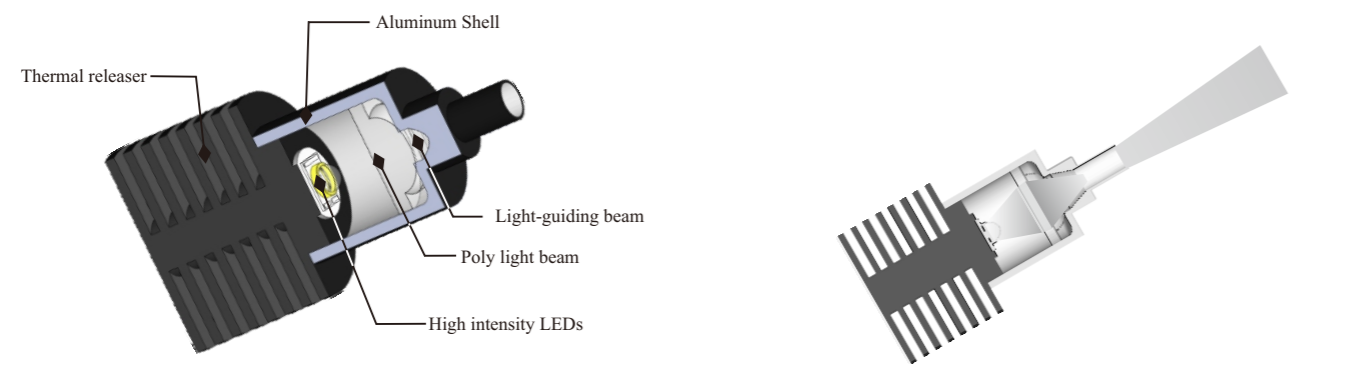 Aluminum Shell
Thermal releaser
Light-guiding beam
Poly light beam
High intensity LEDs